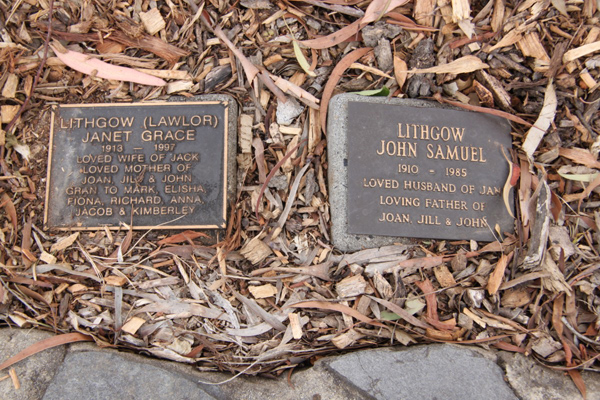 LITHGOW (LAWLOR)
JANET GRACE
1913 — 1997
LOVED WIFE OF JACK
LOVED MOTHER OF
JOAN, JILL & JOHN
GRAN TO MARK, ELISHA,
FIONA, RICHARD, ANNA,
JACOB & KIMBERLEY
LITHGOW
JOHN SAMUEL
1910 - 1985
LOVED HUSBAND OF JAN
LOVING FATHER OF
JOAN, JILL & JOHN